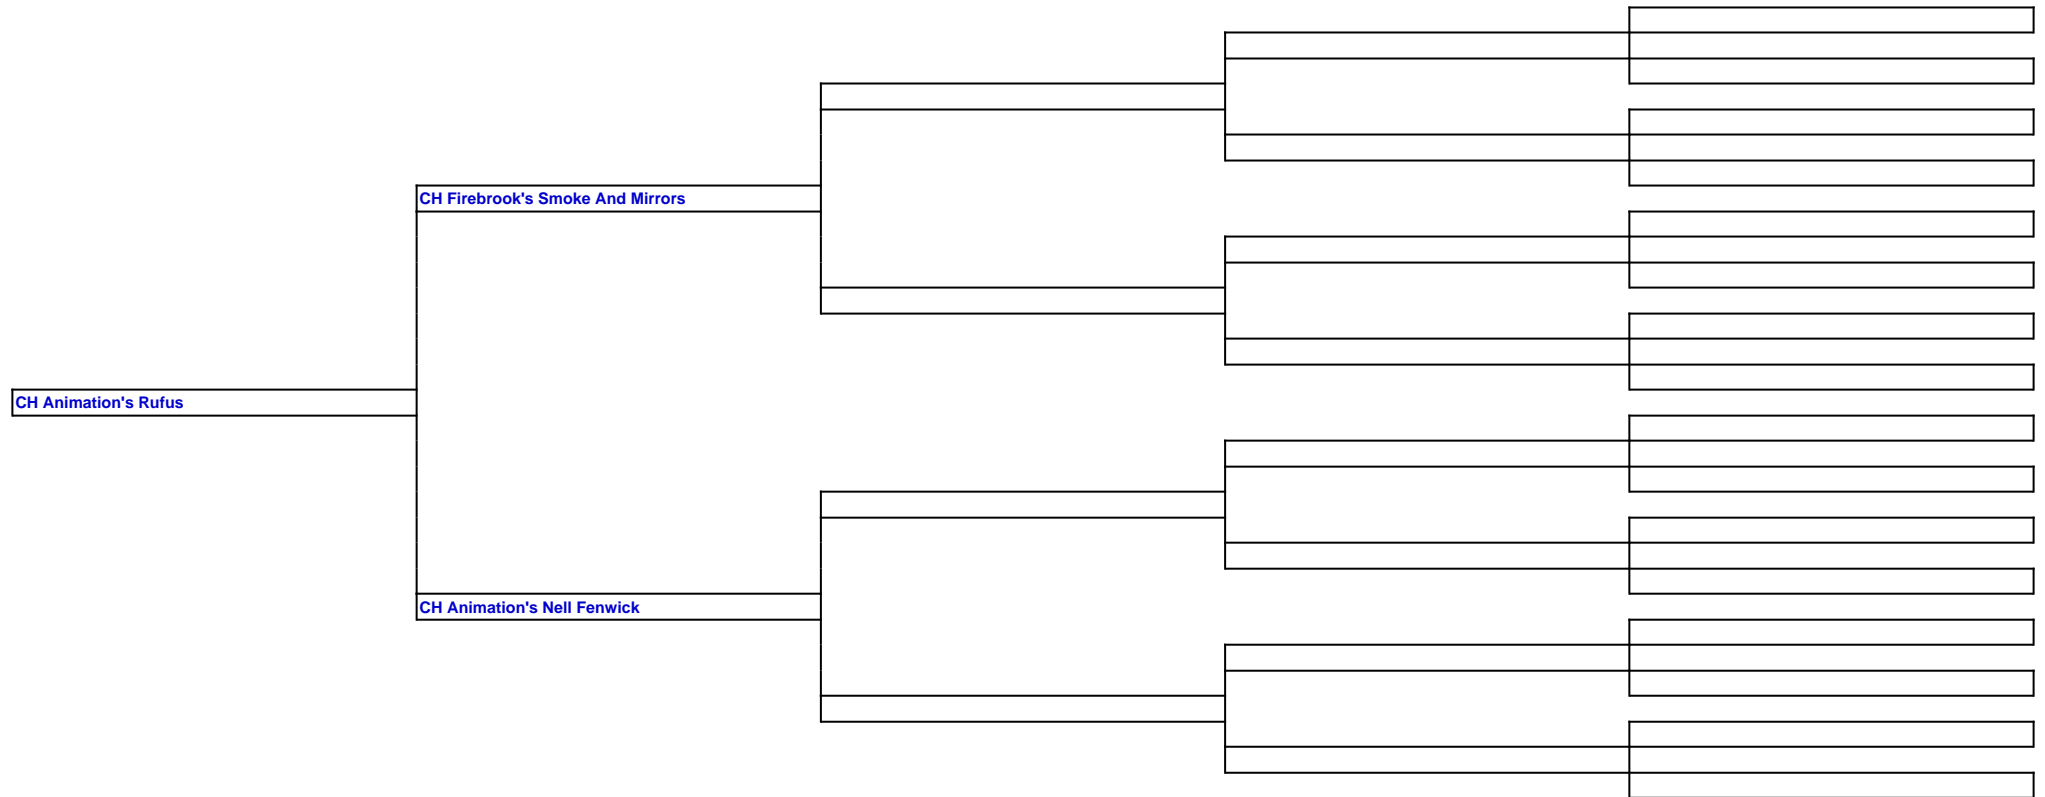 CH Firebrook's Smoke And Mirrors
CH Animation's Rufus
CH Animation's Nell Fenwick